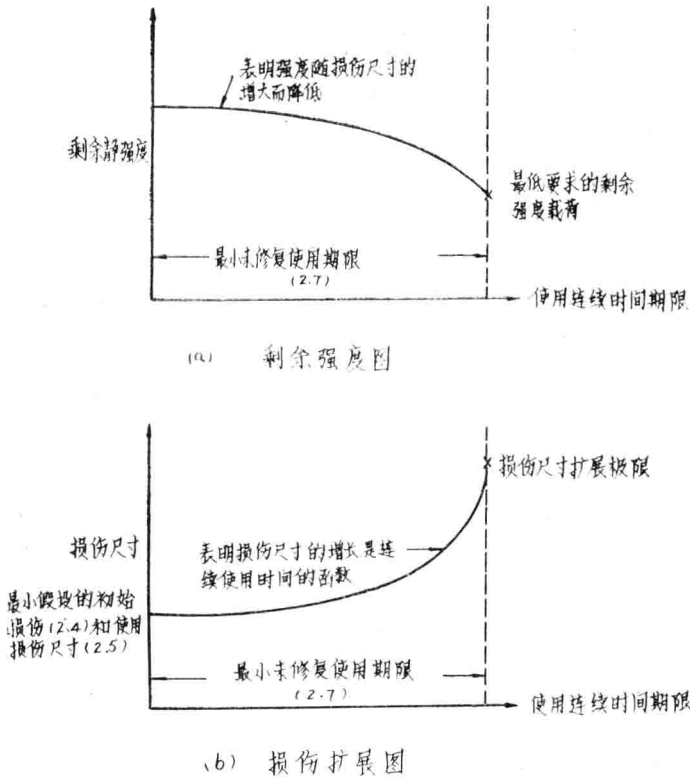 表明强度随损伤尺寸的
增大而降低
剩余静强度
最低要求的剩余
强度载荷
最小未修复使用期限
(2.7)
使用连续时间期限
(a) 剩余强度图
损伤尺寸扩展极限
损伤尺寸
表明损伤尺寸的增长是连
续使用时间的函数
最小假设的初始
损伤(2.4)和使用
损伤尺寸(2.5)
最小未修复使用期限
(2.7)
使用连续时间期限
(b) 损伤扩展图